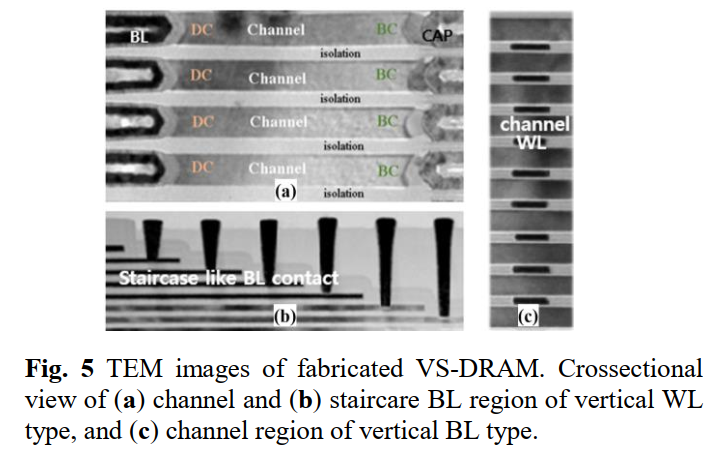 BL DC Channel BC CAP
isolation
DC Channel BC
isolation
DC Channel BC
isolation
DC Channel BC
(a) isolation
Staircase like BL contact
(b)
channel
WL
(c)
Fig. 5 TEM images of fabricated VS-DRAM. Crossectional
view of (a) channel and (b) staircare BL region of vertical WL
type, and (c) channel region of vertical BL type.